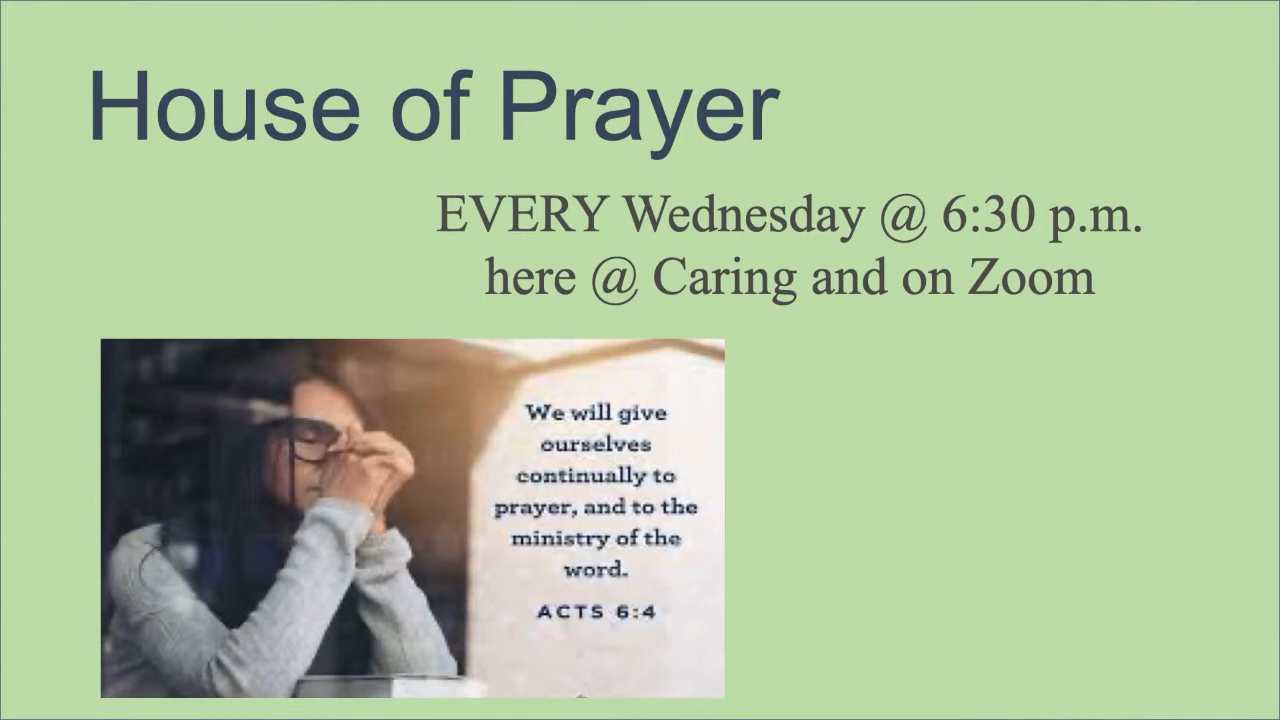 House of Prayer
EVERY Wednesday @ 6:30 p.m.
here @ Caring and on Zoom
We will give
ourselves
continually to
prayer, and to the
ministry of the
word.
ACTS 6:4